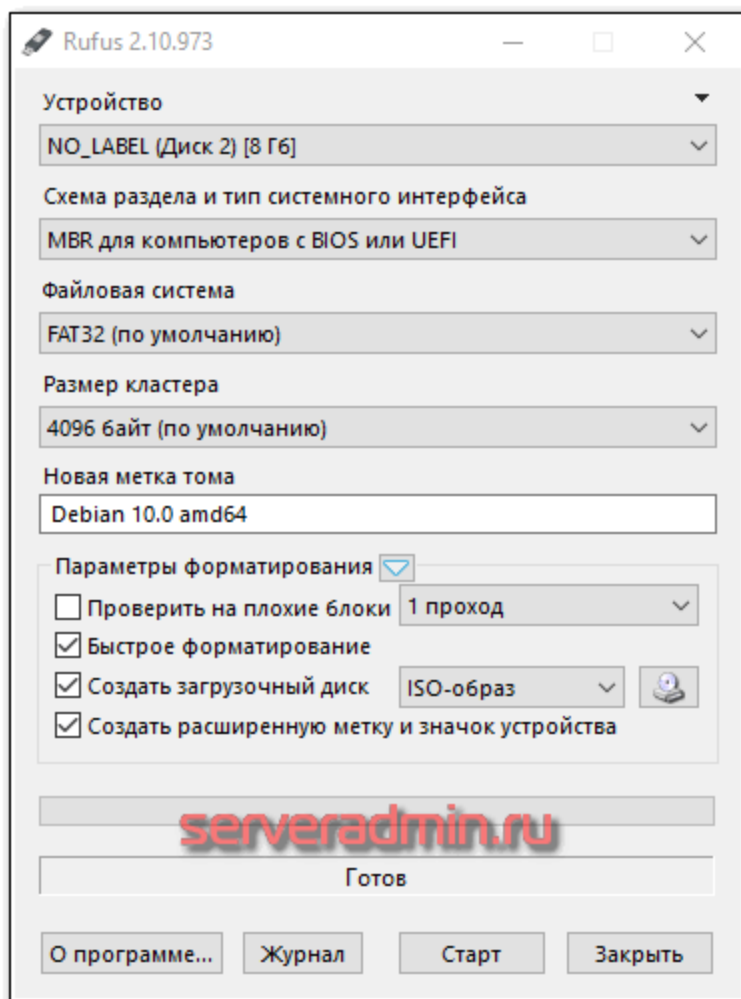 Rufus 2.10.973
Устройство
NO_LABEL (Диск 2) [8 Гб]
Схема раздела и тип системного интерфейса
MBR для компьютеров с BIOS или UEFI
Файловая система
FAT32 (по умолчанию)
Размер кластера
4096 байт (по умолчанию)
Новая метка тома
Debian 10.0 amd64
Параметры форматирования
Проверить на плохие блоки 1 проход
Быстрое форматирование
Создать загрузочный диск ISO-образ
Создать расширенную метку и значок устройства
serveradmin.ru
Готов
О программе... Журнал Старт Закрыть